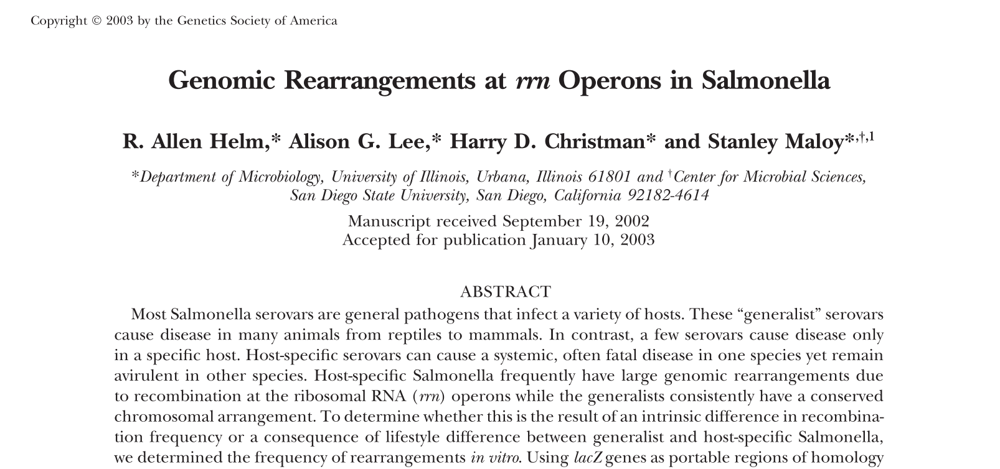 Copyright © 2003 by the Genetics Society of America
Genomic Rearrangements at rrn Operons in Salmonella
R. Allen Helm,* Alison G. Lee,* Harry D. Christman* and Stanley Maloy*,†,1
*Department of Microbiology, University of Illinois, Urbana, Illinois 61801 and †Center for Microbial Sciences,
San Diego State University, San Diego, California 92182-4614
Manuscript received September 19, 2002
Accepted for publication January 10, 2003
ABSTRACT
Most Salmonella serovars are general pathogens that infect a variety of hosts. These “generalist” serovars
cause disease in many animals from reptiles to mammals. In contrast, a few serovars cause disease only
in a specific host. Host-specific serovars can cause a systemic, often fatal disease in one species yet remain
avirulent in other species. Host-specific Salmonella frequently have large genomic rearrangements due
to recombination at the ribosomal RNA (rrn) operons while the generalists consistently have a conserved
chromosomal arrangement. To determine whether this is the result of an intrinsic difference in recombina-
tion frequency or a consequence of lifestyle difference between generalist and host-specific Salmonella,
we determined the frequency of rearrangements in vitro. Using lacZ genes as portable regions of homology